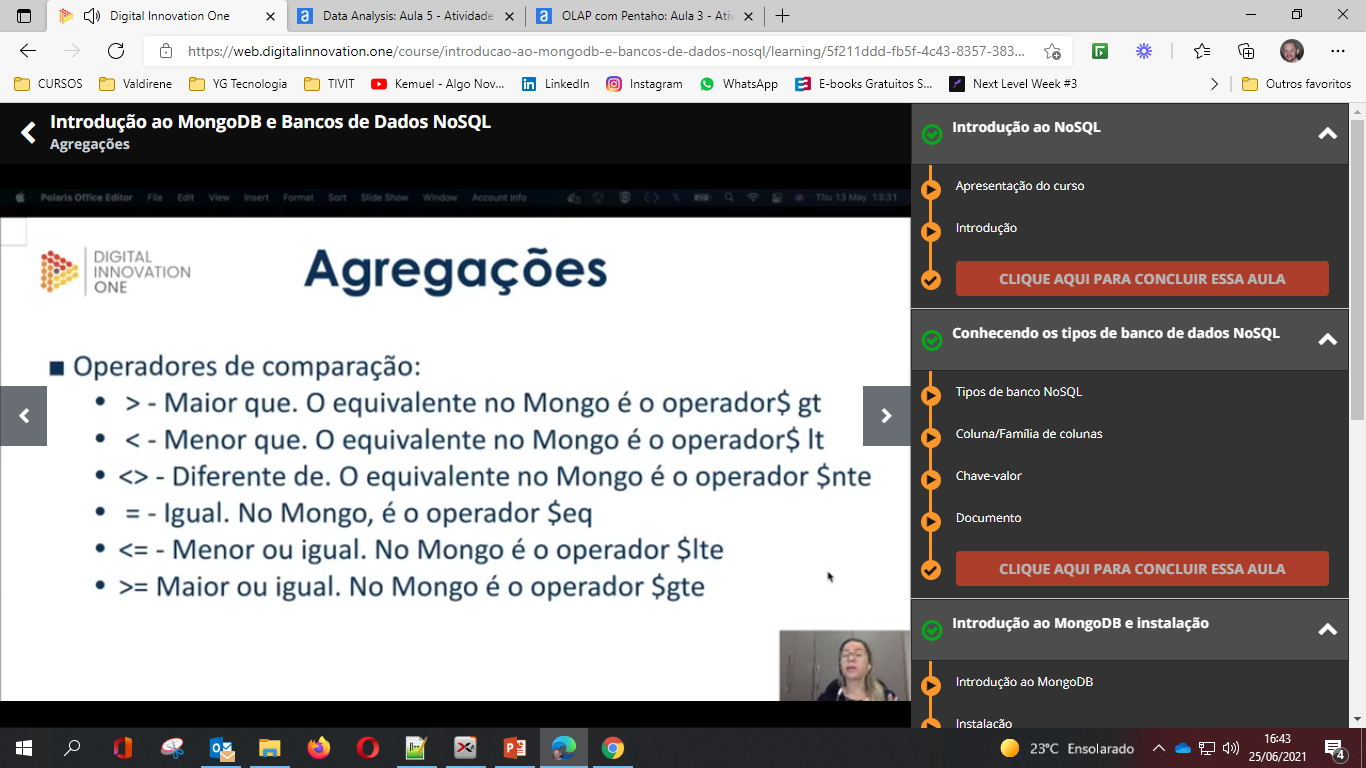 Digital Innovation One
Data Analysis: Aula 5 - Atividade
OLAP com Pentaho: Aula 3 - Ativ
https://web.digitalinnovation.one/course/introducao-ao-mongodb-e-bancos-de-dados-nosql/learning/5f211ddd-fb5f-4c43-8357-383...
CURSOS
Valdirene
YG Tecnologia
TIVIT
Kemuel - Algo Nov...
LinkedIn
Instagram
WhatsApp
E-books Gratuitos S...
Next Level Week #3
Outros favoritos
Introdução ao MongoDB e Bancos de Dados NoSQL
Agregações
Polaris Office Editor File Edit View Insert Format Sort Slide Show Window Account Info Thu 13 May 13:31
DIGITAL
INNOVATION
ONE
Agregações
Operadores de comparação:
> - Maior que. O equivalente no Mongo é o operador$ gt
< - Menor que. O equivalente no Mongo é o operador$ lt
<> - Diferente de. O equivalente no Mongo é o operador $nte
= - Igual. No Mongo, é o operador $eq
<= - Menor ou igual. No Mongo é o operador $lte
>= Maior ou igual. No Mongo é o operador $gte
Introdução ao NoSQL
Apresentação do curso
Introdução
CLIQUE AQUI PARA CONCLUIR ESSA AULA
Conhecendo os tipos de banco de dados NoSQL
Tipos de banco NoSQL
Coluna/Família de colunas
Chave-valor
Documento
CLIQUE AQUI PARA CONCLUIR ESSA AULA
Introdução ao MongoDB e instalação
Introdução ao MongoDB
Instalação
23°C Ensolarado
16:43
25/06/2021
4